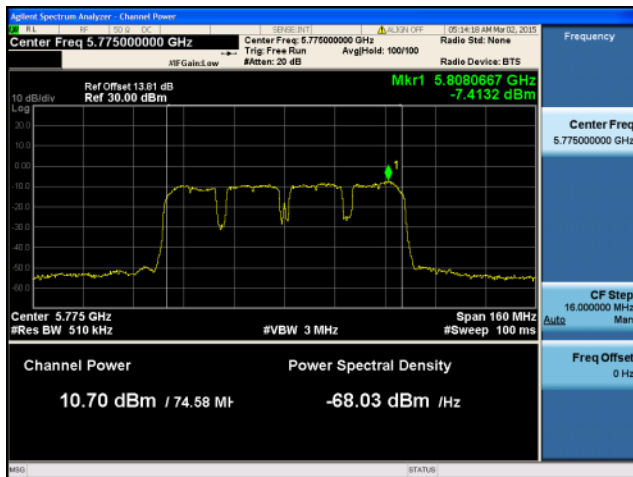 Agilent Spectrum Analyzer - Channel Power
RL RF 50 Ω DC SENSE:INT ALIGN OFF 05:14:18 AM Mar 02, 2015
Center Freq 5.775000000 GHz
Center Freq: 5.775000000 GHz
Radio Std: None
Trig: Free Run Avg|Hold: 100/100
#IFGain:Low #Atten: 20 dB Radio Device: BTS
Mkr1 5.8080667 GHz
-7.4132 dBm
Ref Offset 13.81 dB
10 dB/div Ref 30.00 dBm
Log
20.0
10.0
0.00
-10.0
-20.0
-30.0
-40.0
-50.0
-60.0
1
Center 5.775 GHz Span 160 MHz
#Res BW 510 kHz #VBW 3 MHz #Sweep 100 ms
Channel Power Power Spectral Density
10.70 dBm / 74.58 MH -68.03 dBm /Hz
MSG STATUS
Frequency
Center Freq
5.775000000 GHz
CF Step
16.000000 MHz
Auto Man
Freq Offset
0 Hz